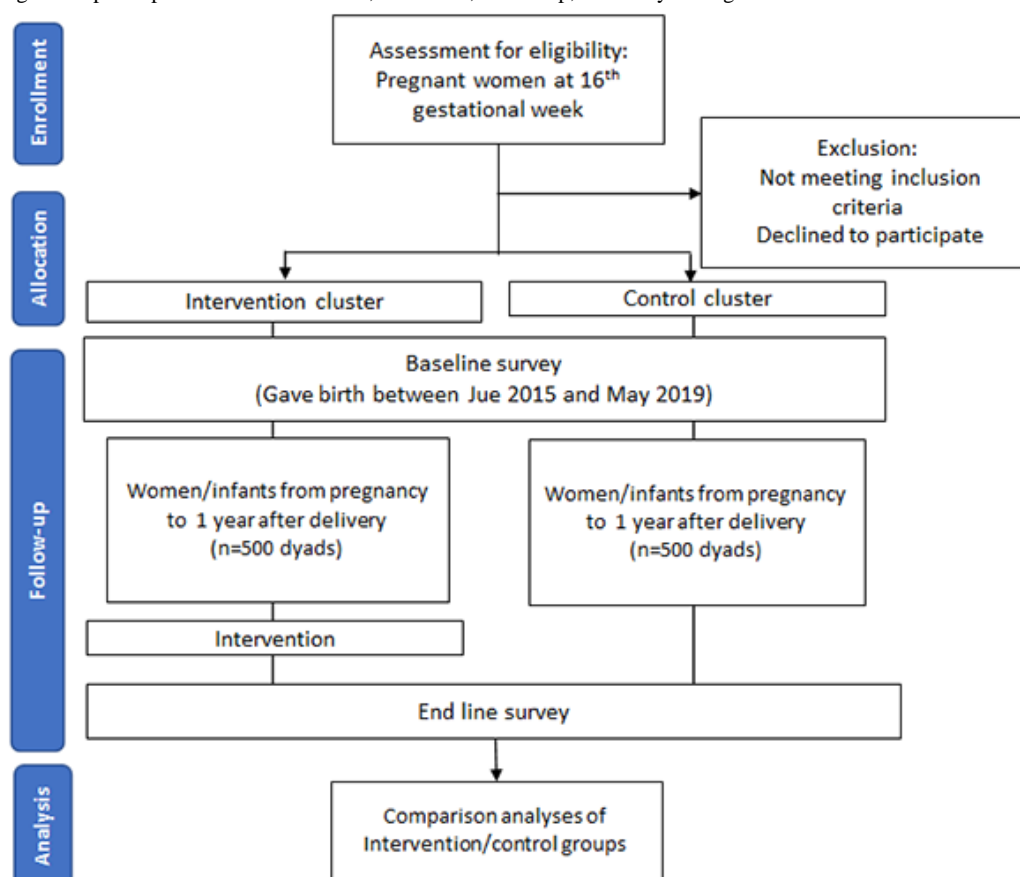 Enrollment
Assessment for eligibility:
Pregnant women at 16th
gestational week
Exclusion:
Not meeting inclusion
criteria
Declined to participate
Allocation
Intervention cluster
Control cluster
Follow-up
Baseline survey
(Gave birth between Jue 2015 and May 2019)
Women/infants from pregnancy
to 1 year after delivery
(n=500 dyads)
Women/infants from pregnancy
to 1 year after delivery
(n=500 dyads)
Intervention
End line survey
Analysis
Comparison analyses of
Intervention/control groups